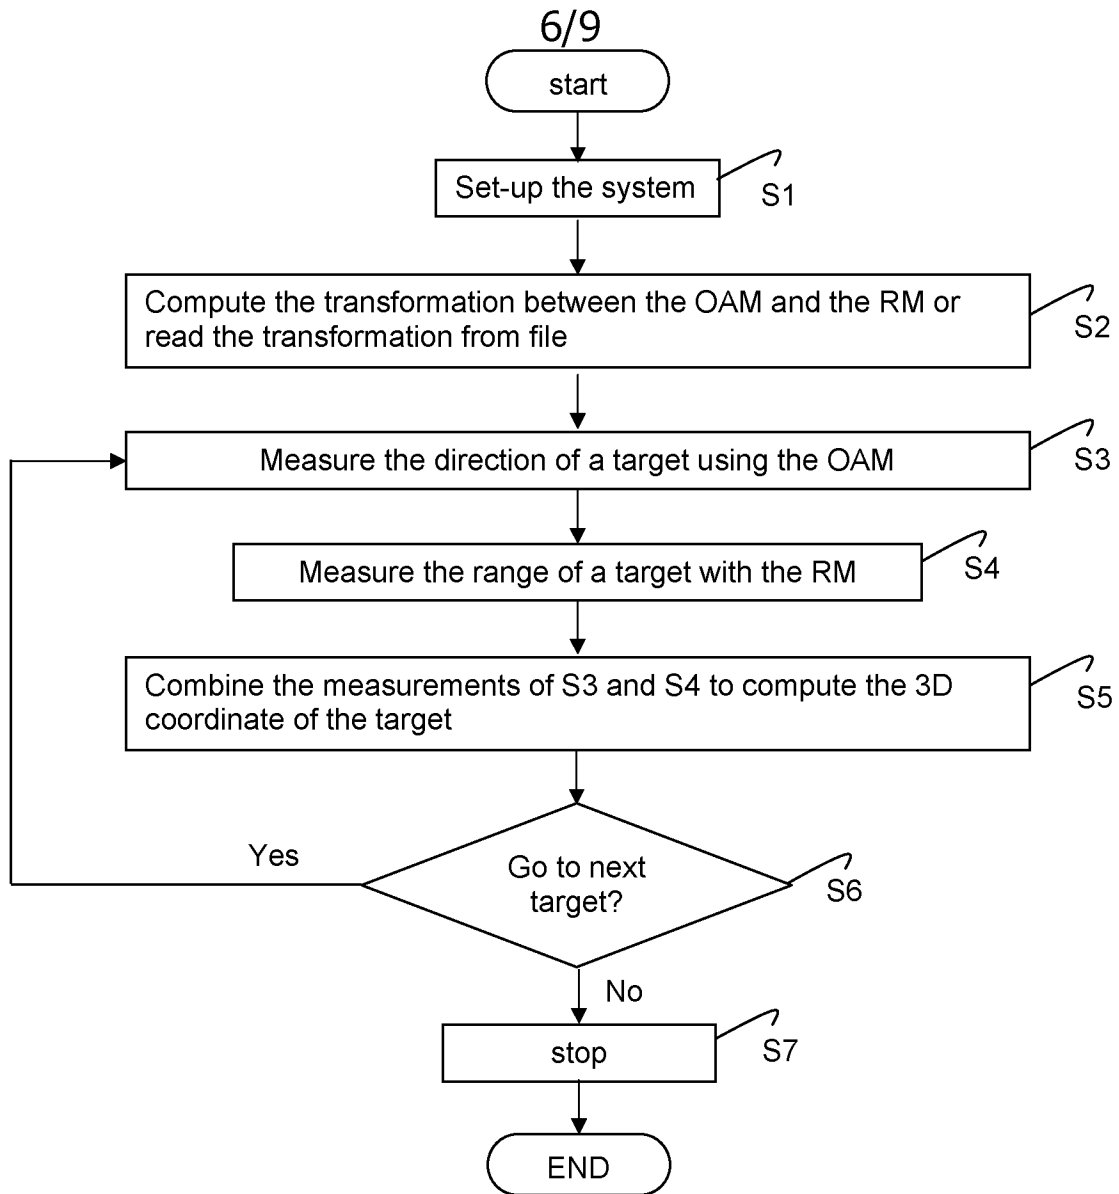 6/9
start
Set-up the system
S1
Compute the transformation between the OAM and the RM or
read the transformation from file
S2
Measure the direction of a target using the OAM
S3
Measure the range of a target with the RM
S4
Combine the measurements of S3 and S4 to compute the 3D
coordinate of the target
S5
Yes
Go to next
target?
S6
No
stop
S7
END